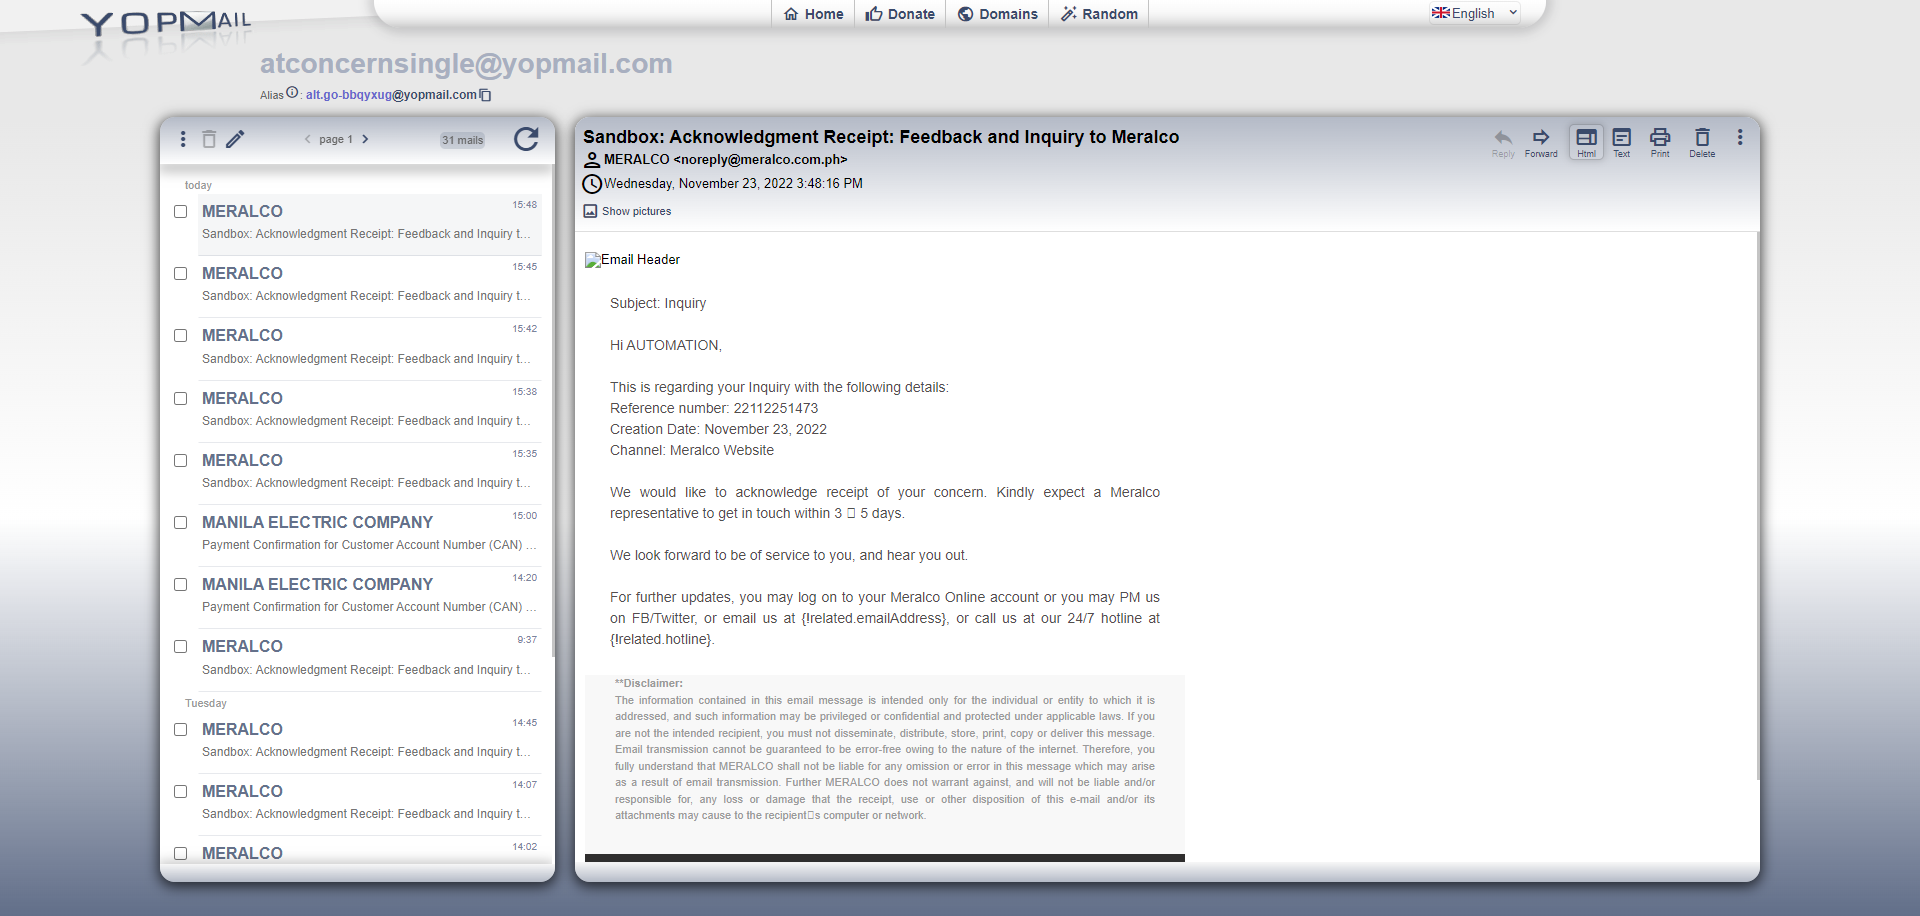 YOPMAIL
Home
Donate
Domains
Random
English
atconcernsingle@yopmail.com
Alias : alt.go-bbqyxug@yopmail.com
page 1
31 mails
today
MERALCO
15:48
Sandbox: Acknowledgment Receipt: Feedback and Inquiry t...
MERALCO
15:45
Sandbox: Acknowledgment Receipt: Feedback and Inquiry t...
MERALCO
15:42
Sandbox: Acknowledgment Receipt: Feedback and Inquiry t...
MERALCO
15:38
Sandbox: Acknowledgment Receipt: Feedback and Inquiry t...
MERALCO
15:35
Sandbox: Acknowledgment Receipt: Feedback and Inquiry t...
MANILA ELECTRIC COMPANY
15:00
Payment Confirmation for Customer Account Number (CAN) ...
MANILA ELECTRIC COMPANY
14:20
Payment Confirmation for Customer Account Number (CAN) ...
MERALCO
9:37
Sandbox: Acknowledgment Receipt: Feedback and Inquiry t...
Tuesday
MERALCO
14:45
Sandbox: Acknowledgment Receipt: Feedback and Inquiry t...
MERALCO
14:07
Sandbox: Acknowledgment Receipt: Feedback and Inquiry t...
MERALCO
14:02
Sandbox: Acknowledgment Receipt: Feedback and Inquiry to Meralco
Reply
Forward
Html
Text
Print
Delete
MERALCO <noreply@meralco.com.ph>
Wednesday, November 23, 2022 3:48:16 PM
Show pictures
Email Header
Subject: Inquiry
Hi AUTOMATION,
This is regarding your Inquiry with the following details:
Reference number: 22112251473
Creation Date: November 23, 2022
Channel: Meralco Website
We would like to acknowledge receipt of your concern. Kindly expect a Meralco
representative to get in touch within 3 &#x95; 5 days.
We look forward to be of service to you, and hear you out.
For further updates, you may log on to your Meralco Online account or you may PM us
on FB/Twitter, or email us at {!related.emailAddress}, or call us at our 24/7 hotline at
{!related.hotline}.
**Disclaimer:
The information contained in this email message is intended only for the individual or entity to which it is
addressed, and such information may be privileged or confidential and protected under applicable laws. If you
are not the intended recipient, you must not disseminate, distribute, store, print, copy or deliver this message.
Email transmission cannot be guaranteed to be error-free owing to the nature of the internet. Therefore, you
fully understand that MERALCO shall not be liable for any omission or error in this message which may arise
as a result of email transmission. Further MERALCO does not warrant against, and will not be liable and/or
responsible for, any loss or damage that the receipt, use or other disposition of this e-mail and/or its
attachments may cause to the recipient▯s computer or network.